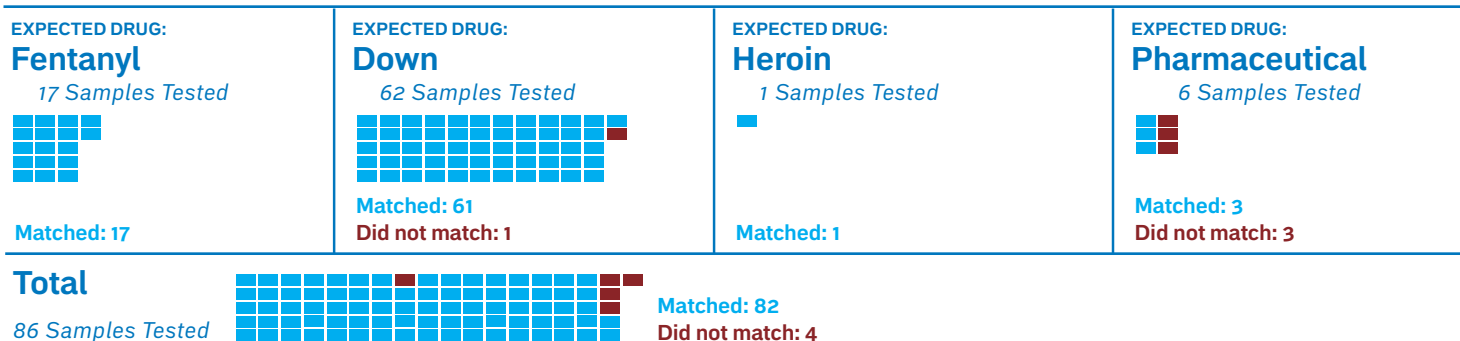 EXPECTED DRUG:
Fentanyl
17 Samples Tested
Matched: 17
EXPECTED DRUG:
Down
62 Samples Tested
Matched: 61
Did not match: 1
EXPECTED DRUG:
Heroin
1 Samples Tested
Matched: 1
EXPECTED DRUG:
Pharmaceutical
6 Samples Tested
Matched: 3
Did not match: 3
Total
86 Samples Tested
Matched: 82
Did not match: 4